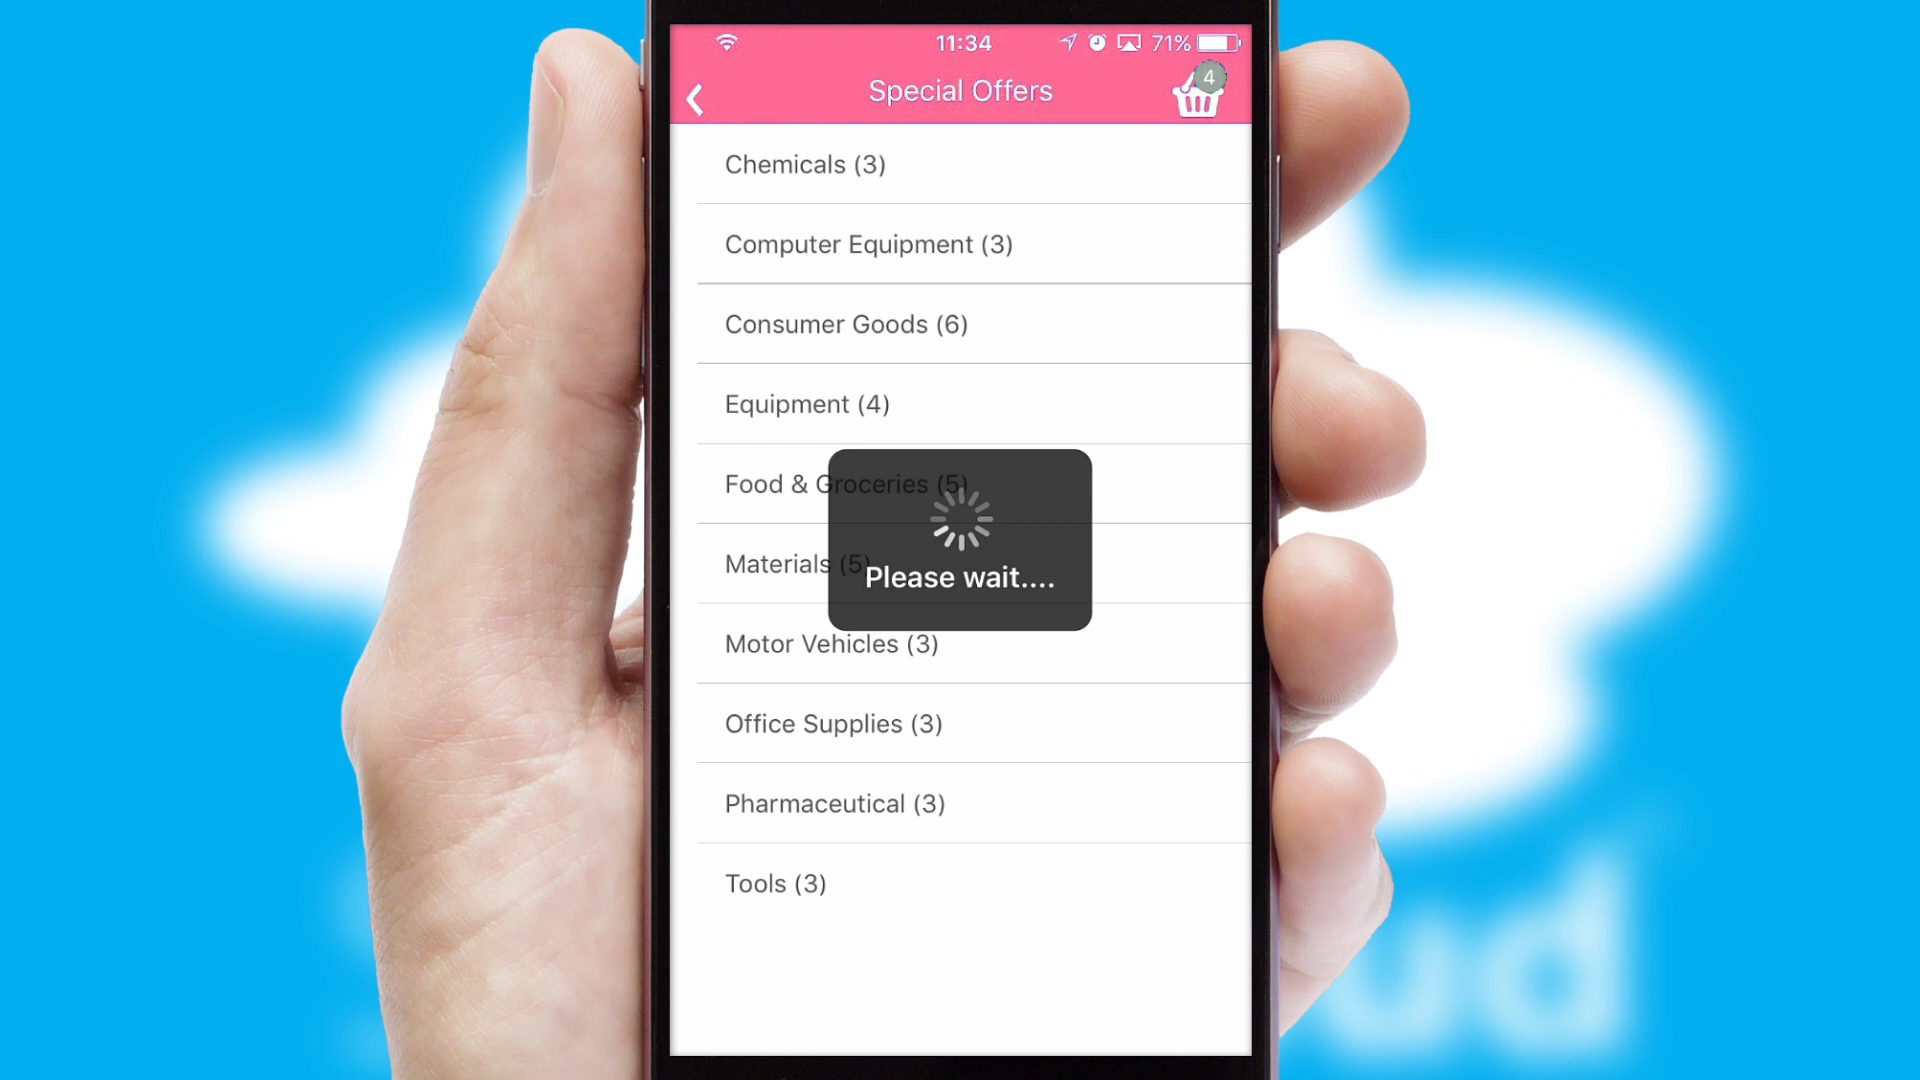 11:34
71%
Special Offers
4
Chemicals (3)
Computer Equipment (3)
Consumer Goods (6)
Equipment (4)
Food & Groceries (5)
Materials (5)
Please wait....
Motor Vehicles (3)
Office Supplies (3)
Pharmaceutical (3)
Tools (3)